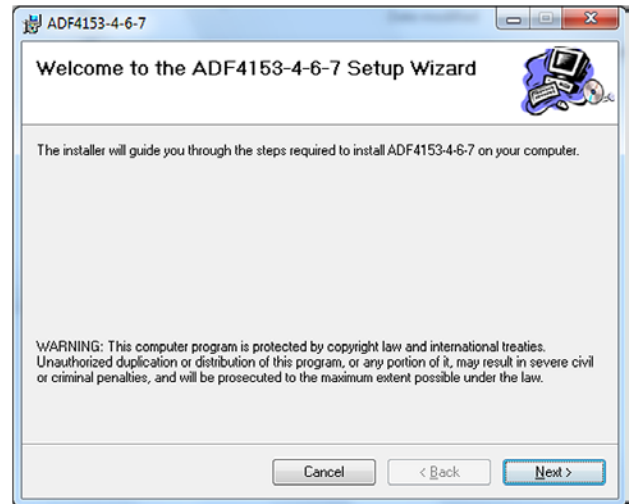 ADF4153-4-6-7
Welcome to the ADF4153-4-6-7 Setup Wizard
The installer will guide you through the steps required to install ADF4153-4-6-7 on your computer.
WARNING: This computer program is protected by copyright law and international treaties.
Unauthorized duplication or distribution of this program, or any portion of it, may result in severe civil
or criminal penalties, and will be prosecuted to the maximum extent possible under the law.
Cancel
< Back
Next >